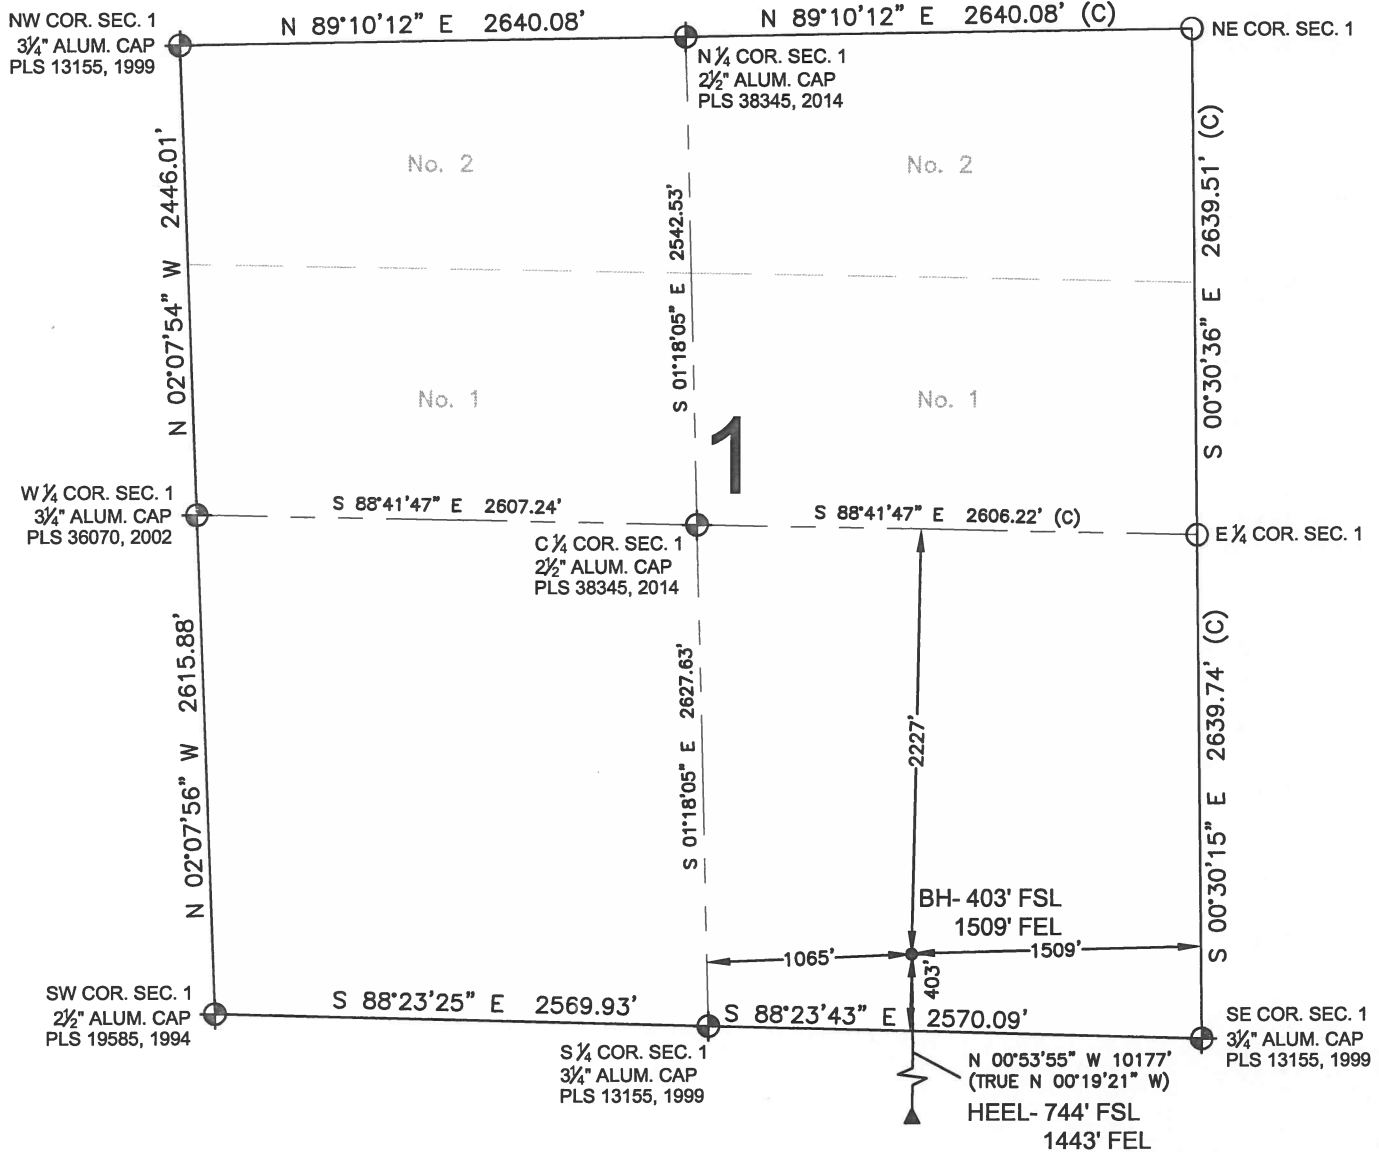 NW COR. SEC. 1
3¼" ALUM. CAP
PLS 13155, 1999
N 89°10'12" E 2640.08'
N 89°10'12" E 2640.08' (C)
NE COR. SEC. 1
N ¼ COR. SEC. 1
2½" ALUM. CAP
PLS 38345, 2014
N 02°07'54" W 2446.01'
No. 2
S 01°18'05" E 2542.53'
No. 2
S 00°30'36" E 2639.51' (C)
No. 1
No. 1
1
W ¼ COR. SEC. 1
3¼" ALUM. CAP
PLS 36070, 2002
S 88°41'47" E 2607.24'
S 88°41'47" E 2606.22' (C)
E ¼ COR. SEC. 1
C ¼ COR. SEC. 1
2½" ALUM. CAP
PLS 38345, 2014
N 02°07'56" W 2615.88'
S 01°18'05" E 2627.63'
2227'
S 00°30'15" E 2639.74' (C)
BH- 403' FSL
1509' FEL
1065'
1509'
403'
SW COR. SEC. 1
2½" ALUM. CAP
PLS 19585, 1994
S 88°23'25" E 2569.93'
S 88°23'43" E 2570.09'
SE COR. SEC. 1
3¼" ALUM. CAP
PLS 13155, 1999
S ¼ COR. SEC. 1
3¼" ALUM. CAP
PLS 13155, 1999
N 00°53'55" W 10177'
(TRUE N 00°19'21" W)
HEEL- 744' FSL
1443' FEL